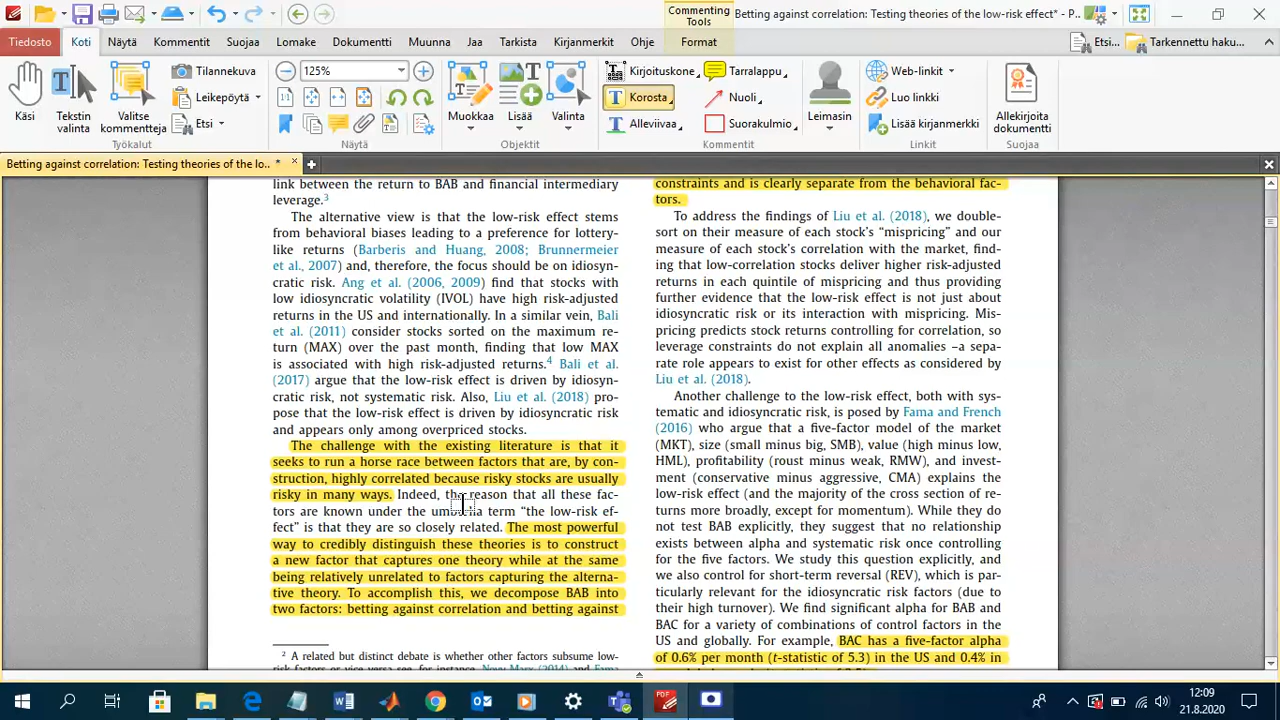 Commenting Tools
Betting against correlation: Testing theories of the low-risk effect* - P...
Tiedosto Koti Näytä Kommentit Suojaa Lomake Dokumentti Muunna Jaa Tarkista Kirjanmerkit Ohje Format
Etsi... Tarkennettu haku...
Käsi
Tekstin valinta
Valitse kommentteja
Tilannekuva
Leikepöytä
Etsi
Työkalut
125%
Näytä
Muokkaa
Lisää
Valinta
Objektit
Kirjoituskone
Korosta
Alleviivaa
Tarralappu
Nuoli
Suorakulmio
Leimasin
Kommentit
Web-linkit
Luo linkki
Lisää kirjanmerkki
Linkit
Allekirjoita dokumentti
Suojaa
Betting against correlation: Testing theories of the lo.. *
link between the return to BAB and financial intermediary
leverage.3
The alternative view is that the low-risk effect stems
from behavioral biases leading to a preference for lottery-
like returns (Barberis and Huang, 2008; Brunnermeier
et al., 2007) and, therefore, the focus should be on idiosyn-
cratic risk. Ang et al. (2006, 2009) find that stocks with
low idiosyncratic volatility (IVOL) have high risk-adjusted
returns in the US and internationally. In a similar vein, Bali
et al. (2011) consider stocks sorted on the maximum re-
turn (MAX) over the past month, finding that low MAX
is associated with high risk-adjusted returns.4 Bali et al.
(2017) argue that the low-risk effect is driven by idiosyn-
cratic risk, not systematic risk. Also, Liu et al. (2018) pro-
pose that the low-risk effect is driven by idiosyncratic risk
and appears only among overpriced stocks.
The challenge with the existing literature is that it
seeks to run a horse race between factors that are, by con-
struction, highly correlated because risky stocks are usually
risky in many ways. Indeed, the reason that all these fac-
tors are known under the umbrella term “the low-risk ef-
fect” is that they are so closely related. The most powerful
way to credibly distinguish these theories is to construct
a new factor that captures one theory while at the same
being relatively unrelated to factors capturing the alterna-
tive theory. To accomplish this, we decompose BAB into
two factors: betting against correlation and betting against
2 A related but distinct debate is whether other factors subsume low-
risk factors or vice versa see, for instance, Novy-Marx (2014) and Fama
constraints and is clearly separate from the behavioral fac-
tors.
To address the findings of Liu et al. (2018), we double-
sort on their measure of each stock’s “mispricing” and our
measure of each stock’s correlation with the market, find-
ing that low-correlation stocks deliver higher risk-adjusted
returns in each quintile of mispricing and thus providing
further evidence that the low-risk effect is not just about
idiosyncratic risk or its interaction with mispricing. Mis-
pricing predicts stock returns controlling for correlation, so
leverage constraints do not explain all anomalies –a sepa-
rate role appears to exist for other effects as considered by
Liu et al. (2018).
Another challenge to the low-risk effect, both with sys-
tematic and idiosyncratic risk, is posed by Fama and French
(2016) who argue that a five-factor model of the market
(MKT), size (small minus big, SMB), value (high minus low,
HML), profitability (roust minus weak, RMW), and invest-
ment (conservative minus aggressive, CMA) explains the
low-risk effect (and the majority of the cross section of re-
turns more broadly, except for momentum). While they do
not test BAB explicitly, they suggest that no relationship
exists between alpha and systematic risk once controlling
for the five factors. We study this question explicitly, and
we also control for short-term reversal (REV), which is par-
ticularly relevant for the idiosyncratic risk factors (due to
their high turnover). We find significant alpha for BAB and
BAC for a variety of combinations of control factors in the
US and globally. For example, BAC has a five-factor alpha
of 0.6% per month (t-statistic of 5.3) in the US and 0.4% in
12:09
21.8.2020